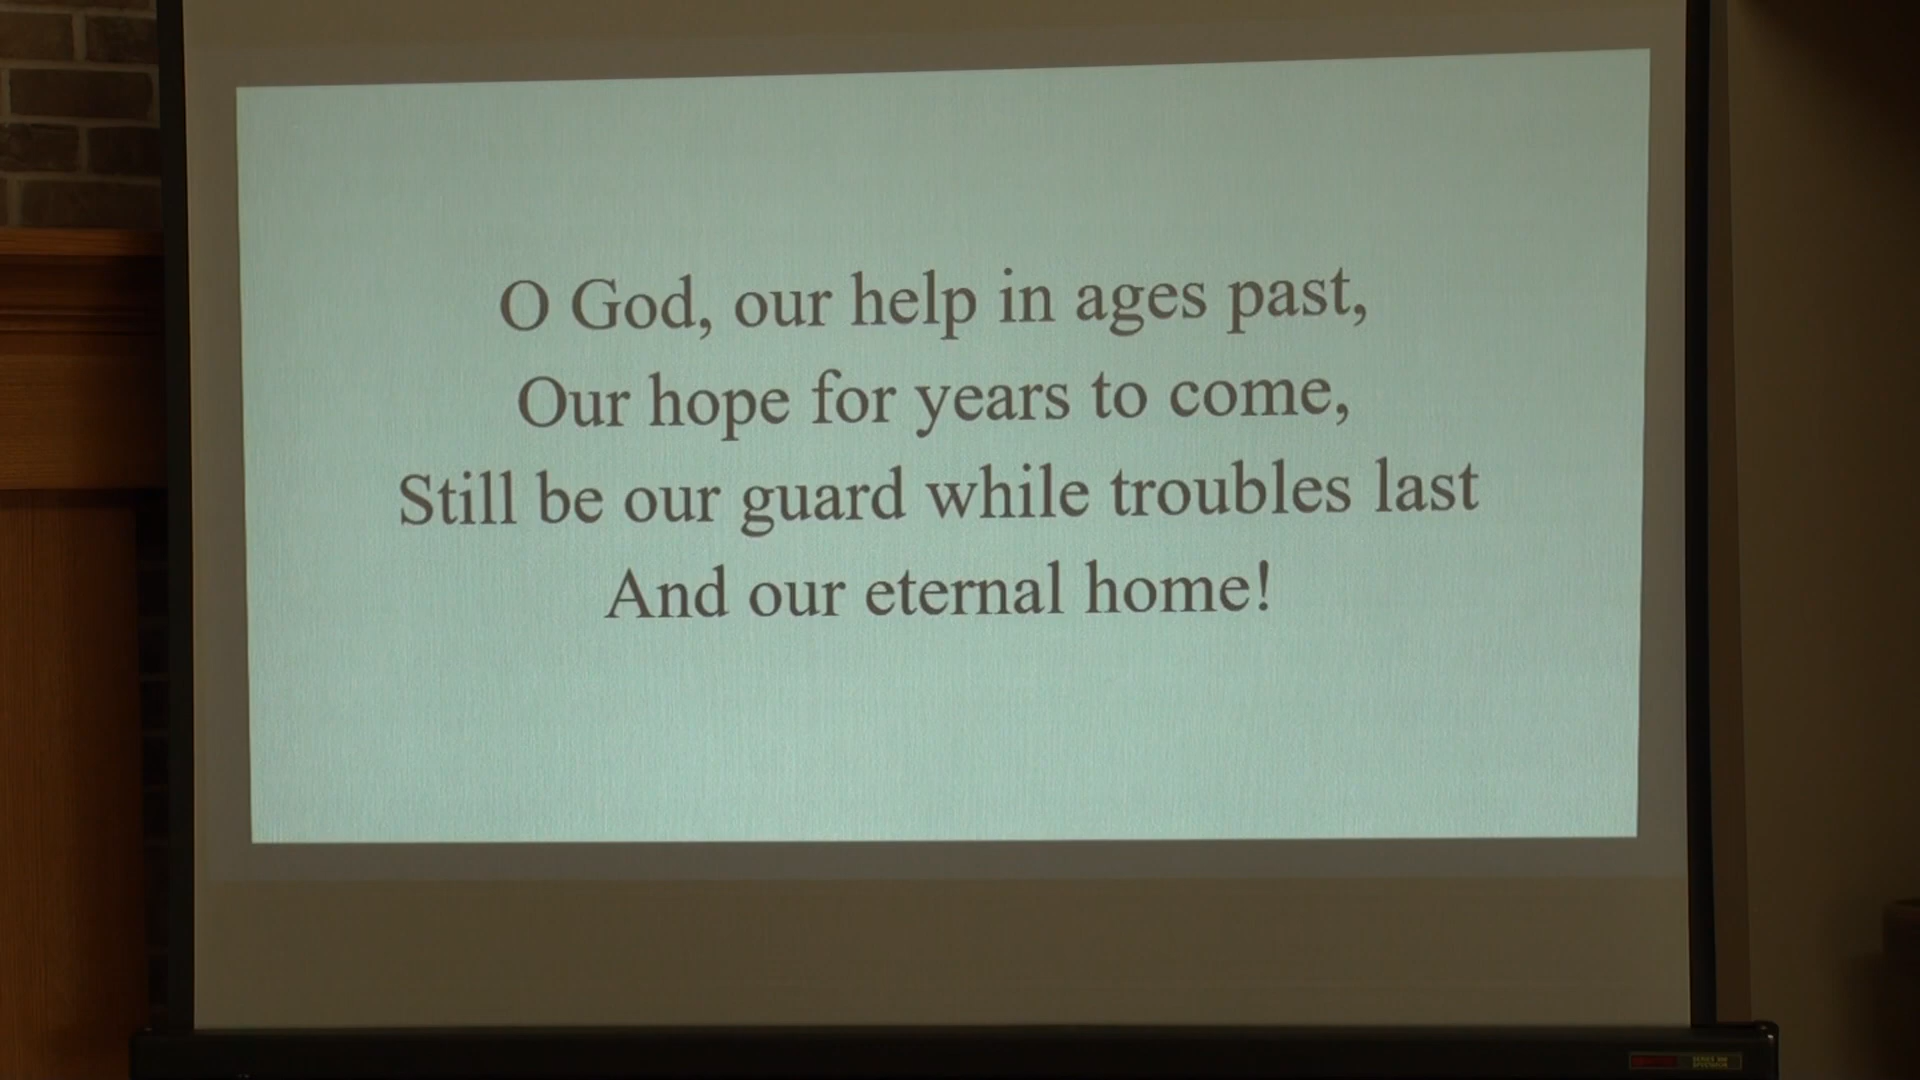 O God, our help in ages past,
Our hope for years to come,
Still be our guard while troubles last
And our eternal home!